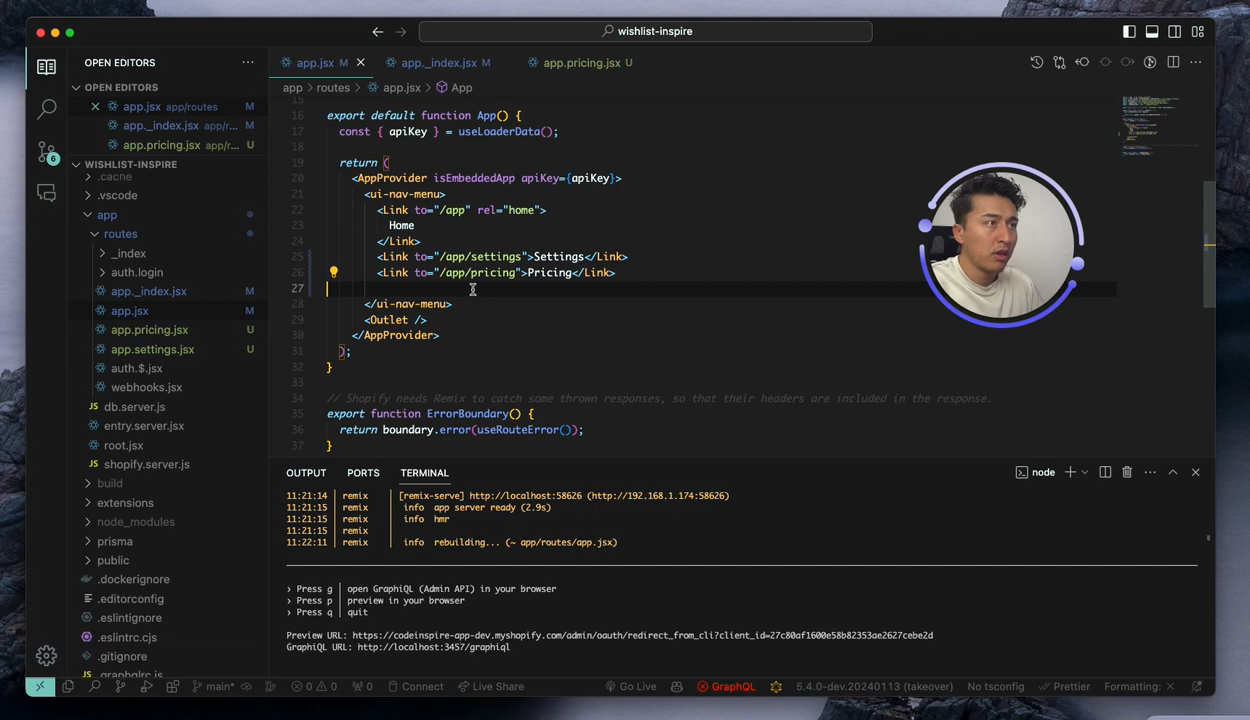 wishlist-inspire
OPEN EDITORS
app.jsx M
app._index.jsx M
app.pricing.jsx U
OPEN EDITORS
app.jsx app/routes M
app._index.jsx app/r... M
app.pricing.jsx app/r... U
WISHLIST-INSPIRE
.cache
.vscode
app
routes
_index
auth.login
app._index.jsx M
app.jsx M
app.pricing.jsx U
app.settings.jsx U
auth.$.jsx
webhooks.jsx
JS db.server.js
entry.server.jsx
JS root.jsx
JS shopify.server.js
build
extensions
node_modules
prisma
public
.dockerignore
.editorconfig
.eslintignore
.eslintrc.cjs
.gitignore
.graphqlrc.js
6
app > routes > app.jsx > App
15
16 export default function App() {
17 const { apiKey } = useLoaderData();
18
19 return (
20 <AppProvider isEmbeddedApp apiKey={apiKey}>
21 <ui-nav-menu>
22 <Link to="/app" rel="home">
23 Home
24 </Link>
25 <Link to="/app/settings">Settings</Link>
26 <Link to="/app/pricing">Pricing</Link>
27
28 </ui-nav-menu>
29 <Outlet />
30 </AppProvider>
31 );
32 }
33
34 // Shopify needs Remix to catch some thrown responses, so that their headers are included in the response.
35 export function ErrorBoundary() {
36 return boundary.error(useRouteError());
37 }
OUTPUT PORTS TERMINAL
node
11:21:14 | remix | [remix-serve] http://localhost:58626 (http://192.168.1.174:58626)
11:21:15 | remix | info app server ready (2.9s)
11:21:15 | remix | info hmr
11:21:15 | remix |
11:22:11 | remix | info rebuilding... (~ app/routes/app.jsx)
› Press g | open GraphiQL (Admin API) in your browser
› Press p | preview in your browser
› Press q | quit
Preview URL: https://codeinspire-app-dev.myshopify.com/admin/oauth/redirect_from_cli?client_id=27c80af1600e58b82353ae2627cebe2d
GraphiQL URL: http://localhost:3457/graphiql
main* 0 0 0 Connect Live Share Go Live GraphQL 5.4.0-dev.20240113 (takeover) No tsconfig Prettier Formatting: ✕